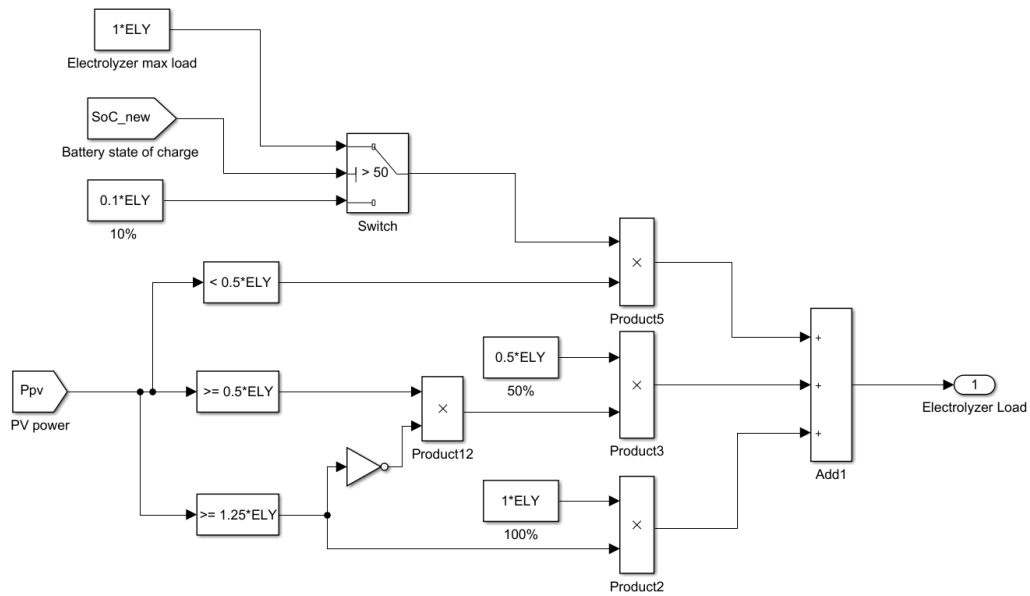 1*ELY
Electrolyzer max load
SoC_new
Battery state of charge
> 50
0.1*ELY
10%
Switch
< 0.5*ELY
×
Product5
Ppv
PV power
>= 0.5*ELY
×
Product12
0.5*ELY
50%
×
Product3
>= 1.25*ELY
1*ELY
100%
×
Product2
+
+
+
Add1
1
Electrolyzer Load